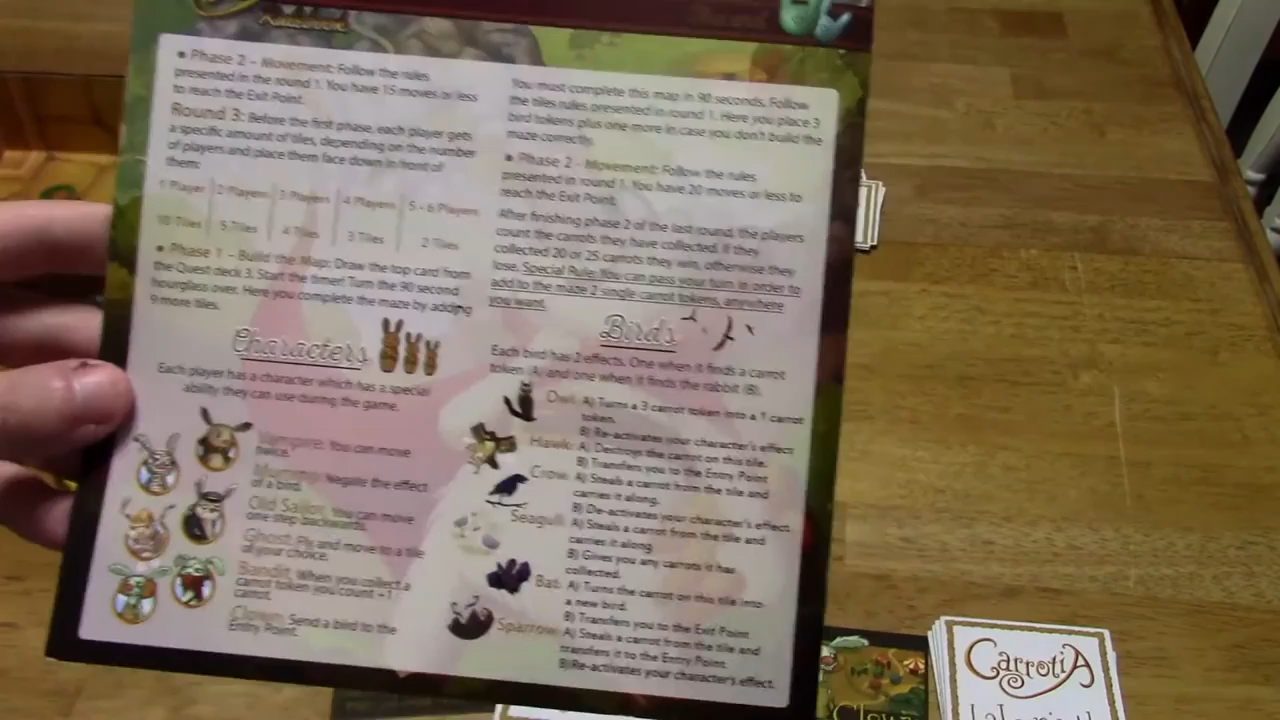 Rulebook
• Phase 2 - Movement: Follow the rules
presented in the round 1. You have 15 moves or less
to reach the Exit Point.
Round 3: Before the first phase, each player gets
a specific amount of tiles, depending on the number
of players and place them face down in front of
them:
1 Player 2 Players 3 Players 4 Players 5 - 6 Players
10 Tiles 5 Tiles 4 Tiles 3 Tiles 2 Tiles
• Phase 1 - Build the Map: Draw the top card from
the Quest deck 3. Start the timer! Turn the 90 second
hourglass over. Here you complete the maze by adding
9 more tiles.
Characters
Each player has a character which has a special
ability they can use during the game.
Vampire: You can move
twice.
Mummy: Negate the effect
of a bird.
Old Sailor: You can move
one step backwards.
Ghost: Fly and move to a tile
of your choice.
Bandit: When you collect a
carrot token you count +1
carrot.
Clown: Send a bird to the
Entry Point.
You must complete this map in 90 seconds. Follow
the tiles rules presented in round 1. Here you place 3
bird tokens plus one more in case you don't build the
maze correctly.
• Phase 2 - Movement: Follow the rules
presented in round 1. You have 20 moves or less to
reach the Exit Point.
After finishing phase 2 of the last round, the players
count the carrots they have collected. If they
collected 20 or 25 carrots they win, otherwise they
lose. Special Rule: You can pass your turn in order to
add to the maze 2 single-carrot tokens, anywhere
you want.
Birds
Each bird has 2 effects. One when it finds a carrot
token (A) and one when it finds the rabbit (B).
Owl: A) Turns a 3 carrot token into a 1 carrot
token.
B) Re-activates your character's effect
Hawk: A) Destroys the carrot on this tile.
B) Transfers you to the Entry Point
Crow: A) Steals a carrot from the tile and
carries it along.
B) De-activates your character's effect.
Seagull: A) Steals a carrot from the tile and
carries it along.
B) Gives you any carrots it has
collected.
Bat: A) Turns the carrot on this tile into
a new bird.
B) Transfers you to the Exit Point
Sparrow: A) Steals a carrot from the tile and
transfers it to the Entry Point.
B) Re-activates your character's effect.
Clown
CarrotiA